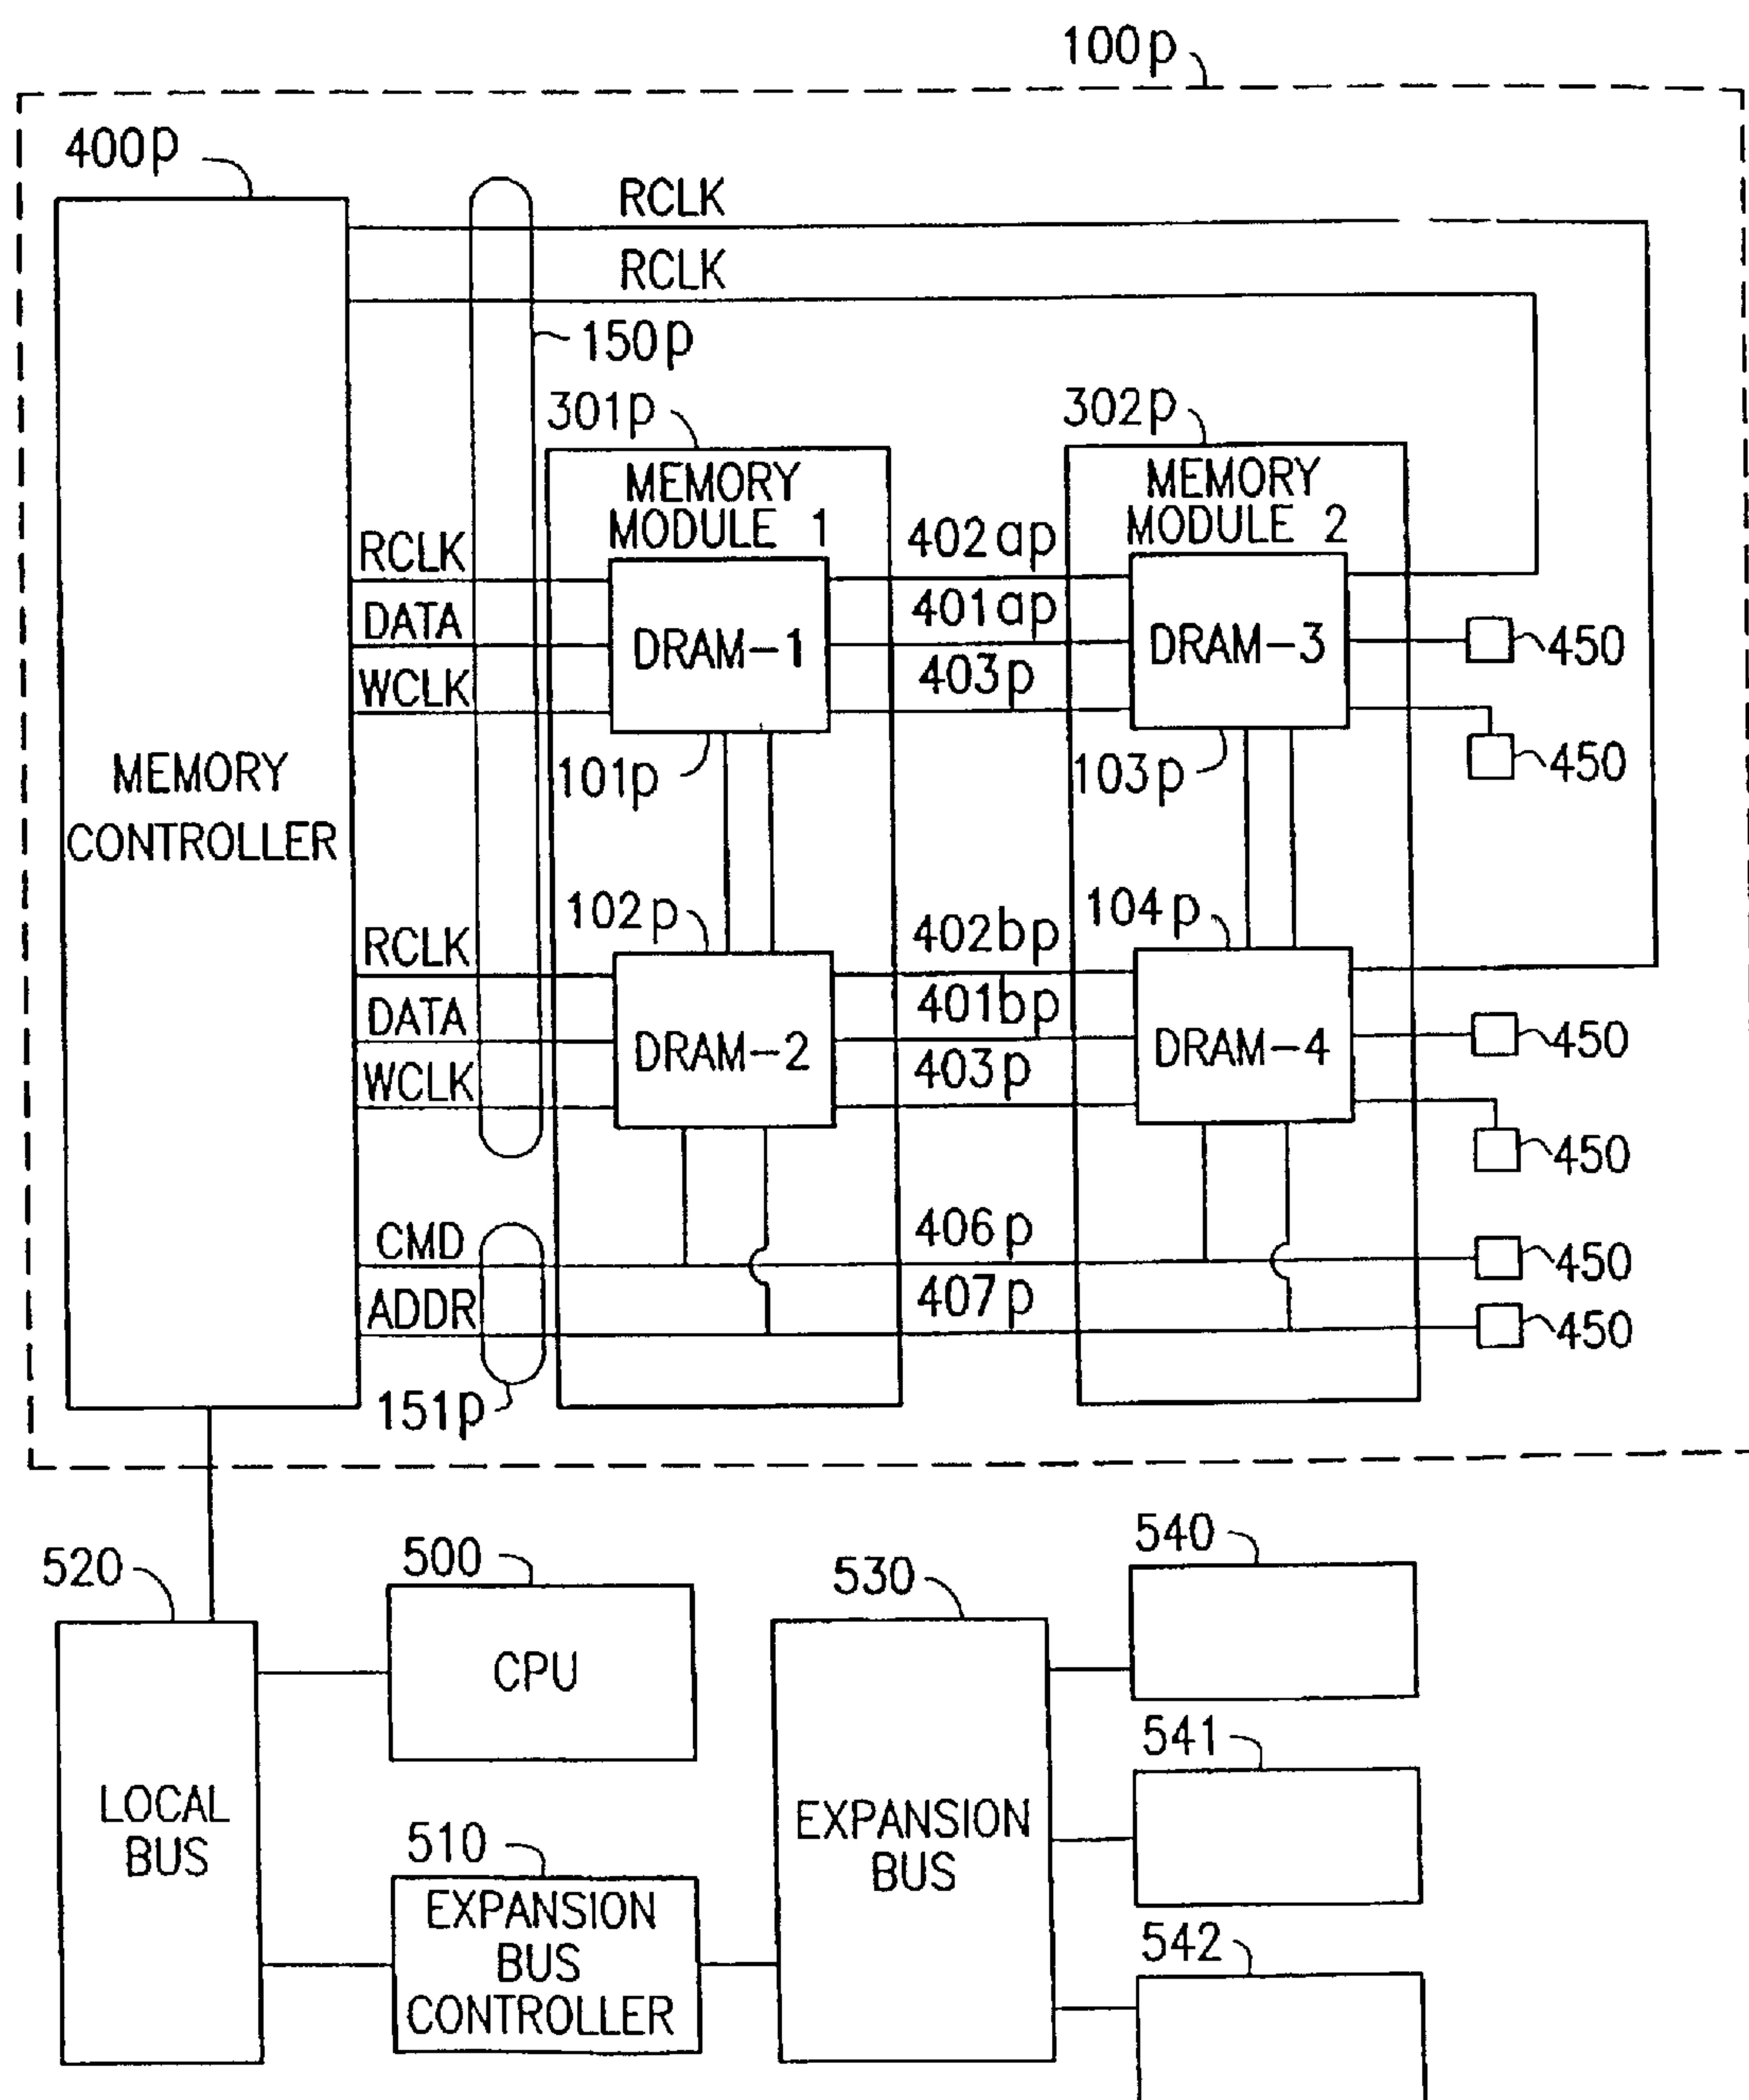 100p
400p
RCLK
RCLK
150p
301p
302p
MEMORY
MODULE 1
MEMORY
MODULE 2
RCLK
402ap
DATA
401ap
DRAM-1
DRAM-3
450
WCLK
403p
450
101p
103p
MEMORY
CONTROLLER
102p
104p
RCLK
402bp
DATA
401bp
DRAM-2
DRAM-4
450
WCLK
403p
450
CMD
406p
450
ADDR
407p
450
151p
520
500
530
540
CPU
541
LOCAL
BUS
510
EXPANSION
BUS
EXPANSION
BUS
CONTROLLER
542